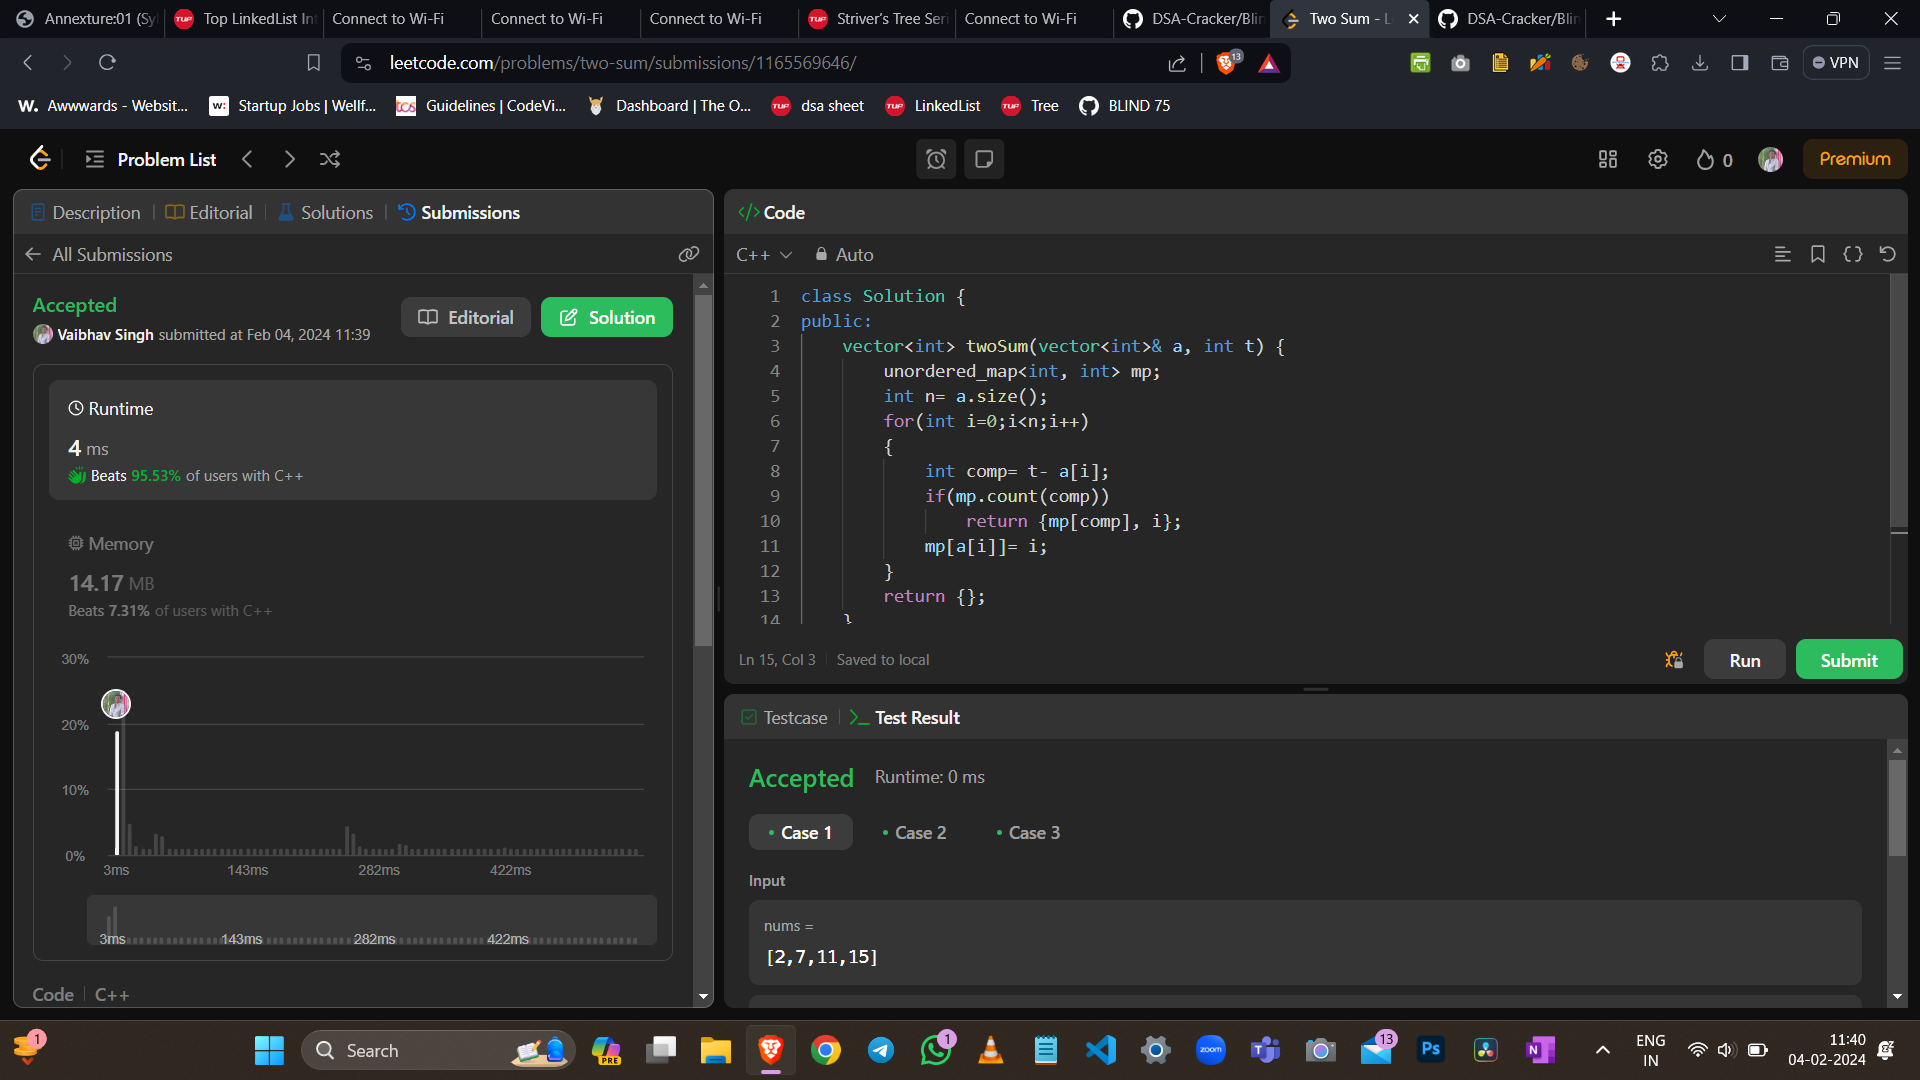 Annexture:01 (Sy
Top LinkedList Int
Connect to Wi-Fi
Connect to Wi-Fi
Connect to Wi-Fi
Striver's Tree Seri
Connect to Wi-Fi
DSA-Cracker/Blin
Two Sum - L
DSA-Cracker/Blin
leetcode.com/problems/two-sum/submissions/1165569646/
13
VPN
W. Awwwards - Websit...
Startup Jobs | Wellf...
Guidelines | CodeVi...
Dashboard | The O...
dsa sheet
LinkedList
Tree
BLIND 75
Problem List
0
Premium
Description
Editorial
Solutions
Submissions
All Submissions
Accepted
Vaibhav Singh submitted at Feb 04, 2024 11:39
Editorial
Solution
Runtime
4 ms
Beats 95.53% of users with C++
Memory
14.17 MB
Beats 7.31% of users with C++
30%
20%
10%
0%
3ms 143ms 282ms 422ms
3ms 143ms 282ms 422ms
Code | C++
</> Code
C++
Auto
1 class Solution {
2 public:
3 vector<int> twoSum(vector<int>& a, int t) {
4 unordered_map<int, int> mp;
5 int n= a.size();
6 for(int i=0;i<n;i++)
7 {
8 int comp= t- a[i];
9 if(mp.count(comp))
10 return {mp[comp], i};
11 mp[a[i]]= i;
12 }
13 return {};
14 }
Ln 15, Col 3 Saved to local
Run
Submit
Testcase
Test Result
Accepted Runtime: 0 ms
• Case 1 • Case 2 • Case 3
Input
nums =
[2,7,11,15]
1
Search
PRE
1
zoom
13
Ps
N
ENG
IN
11:40
04-02-2024